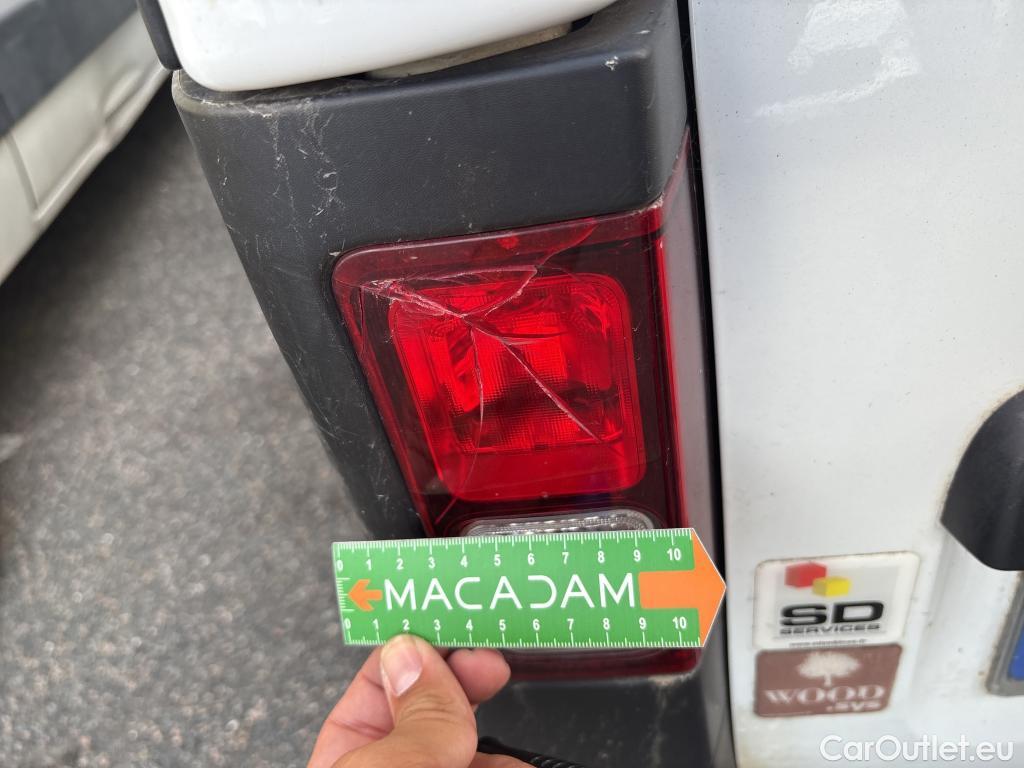 0 1 2 3 4 5 6 7 8 9 10
MACADAM
0 1 2 3 4 5 6 7 8 9 10
SD
SERVICES
WOOD
.sys
CarOutlet.eu